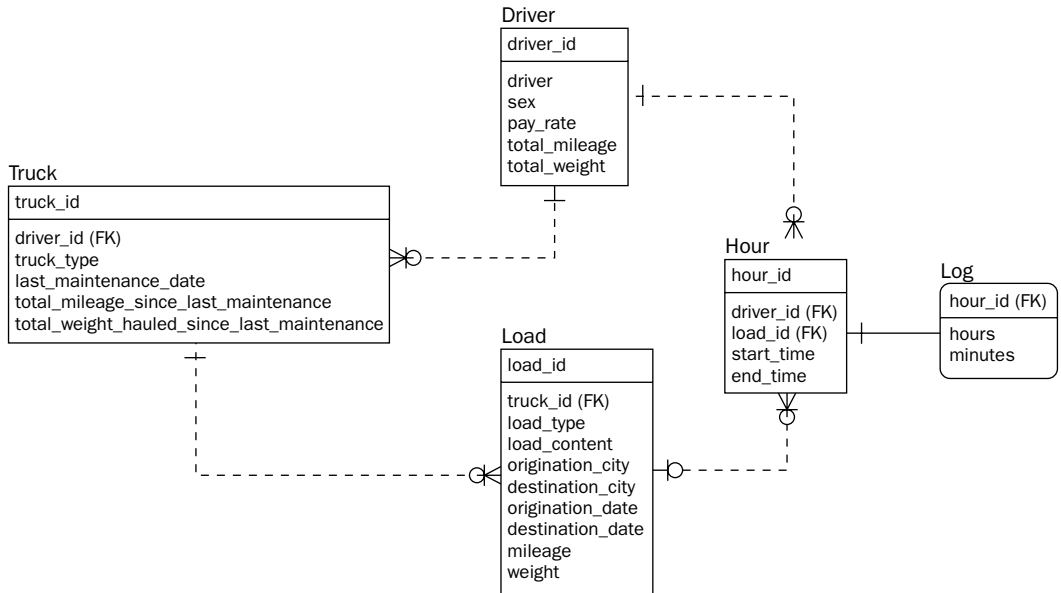 Driver
driver_id
driver
sex
pay_rate
total_mileage
total_weight
Truck
truck_id
driver_id (FK)
truck_type
last_maintenance_date
total_mileage_since_last_maintenance
total_weight_hauled_since_last_maintenance
Hour
hour_id
driver_id (FK)
load_id (FK)
start_time
end_time
Log
hour_id (FK)
hours
minutes
Load
load_id
truck_id (FK)
load_type
load_content
origination_city
destination_city
origination_date
destination_date
mileage
weight